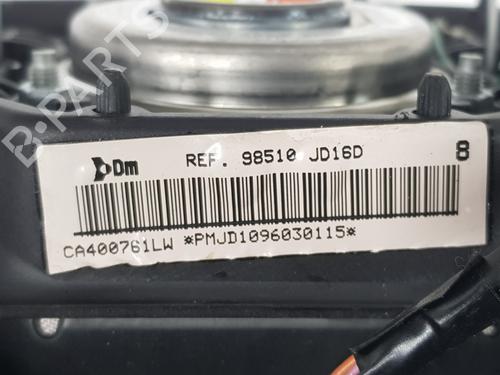 B-PARTS
Dm REF. 98510 JD16D 8
CA400761LW *PMJD1096030115*